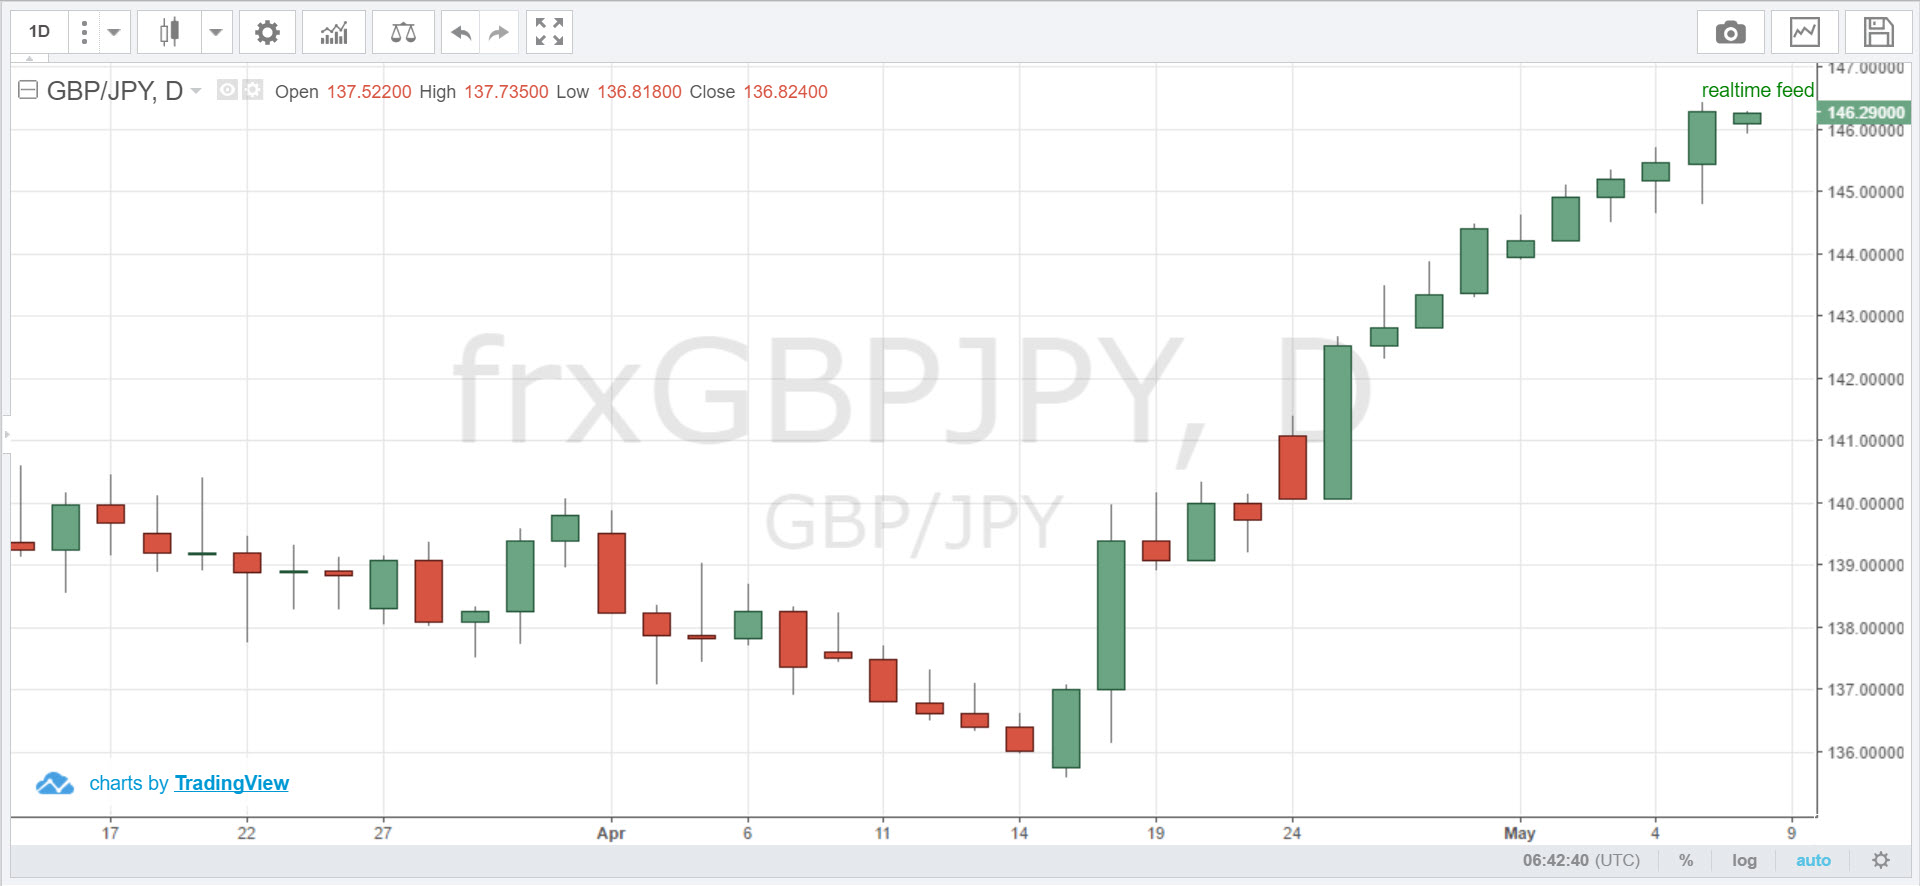 1D
GBP/JPY, D Open 137.52200 High 137.73500 Low 136.81800 Close 136.82400
realtime feed
147.00000
146.29000
146.00000
145.00000
144.00000
143.00000
142.00000
141.00000
140.00000
139.00000
138.00000
137.00000
136.00000
frxGBPJPY, D
GBP/JPY
charts by TradingView
17 22 27 Apr 6 11 14 19 24 May 4 9
06:42:40 (UTC) % log auto